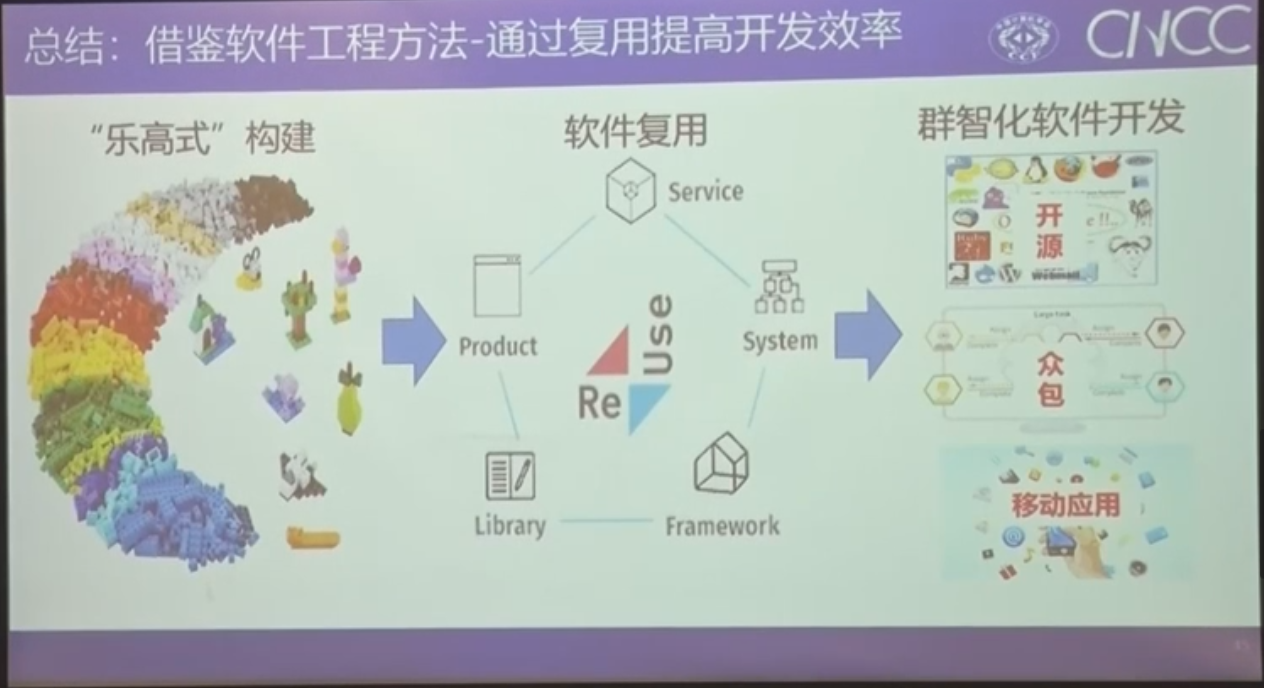 总结：借鉴软件工程方法-通过复用提高开发效率
CNCC
“乐高式”构建
软件复用
群智化软件开发
Service
Product
System
Re
Use
Library
Framework
开
源
众
包
移动应用
45